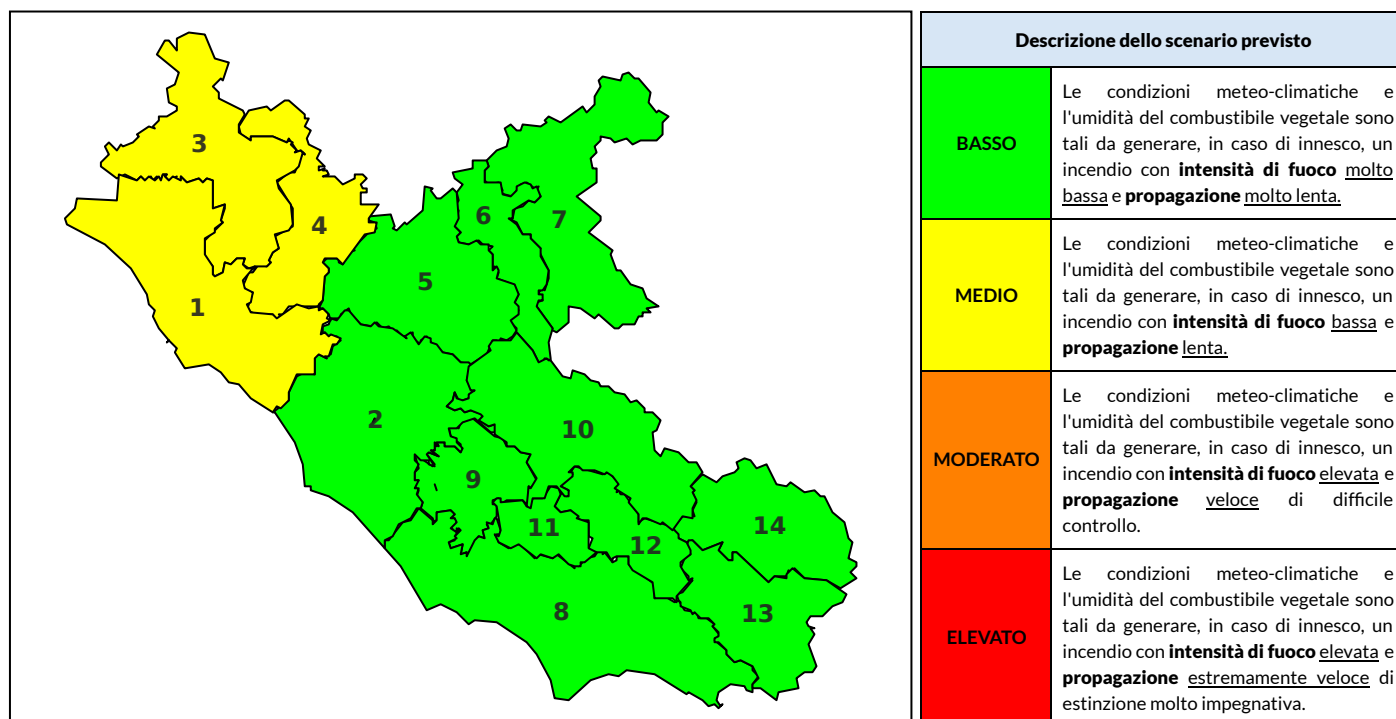 3
4
6
7
5
1
2
10
9
14
11
12
8
13
Descrizione dello scenario previsto
BASSO
Le condizioni meteo-climatiche e
l'umidità del combustibile vegetale sono
tali da generare, in caso di innesco, un
incendio con intensità di fuoco molto
bassa e propagazione molto lenta.
MEDIO
Le condizioni meteo-climatiche e
l'umidità del combustibile vegetale sono
tali da generare, in caso di innesco, un
incendio con intensità di fuoco bassa e
propagazione lenta.
MODERATO
Le condizioni meteo-climatiche e
l'umidità del combustibile vegetale sono
tali da generare, in caso di innesco, un
incendio con intensità di fuoco elevata e
propagazione veloce di difficile
controllo.
ELEVATO
Le condizioni meteo-climatiche e
l'umidità del combustibile vegetale sono
tali da generare, in caso di innesco, un
incendio con intensità di fuoco elevata e
propagazione estremamente veloce di
estinzione molto impegnativa.